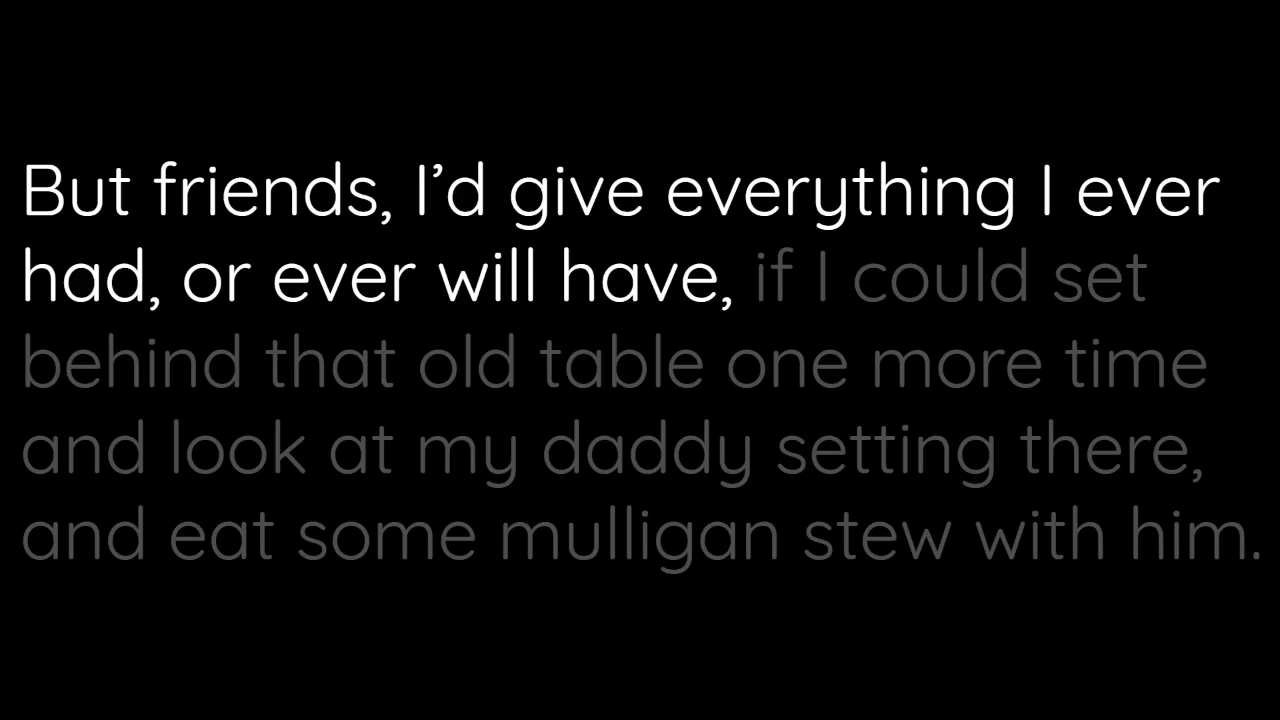 But friends, I’d give everything I ever
had, or ever will have, if I could set
behind that old table one more time
and look at my daddy setting there,
and eat some mulligan stew with him.